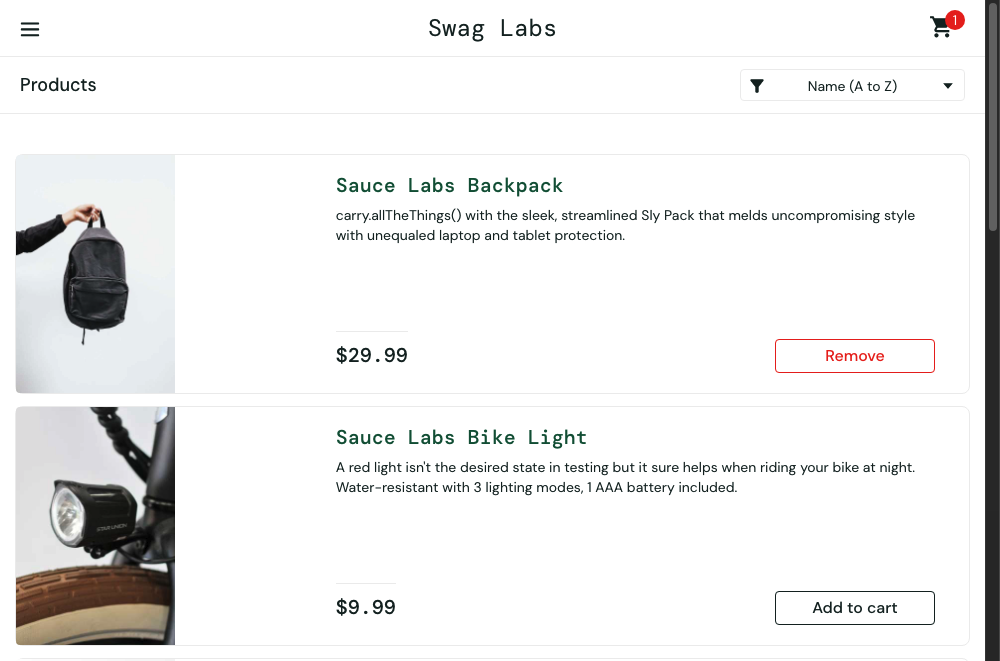 Swag Labs
1
Products
Name (A to Z)
Sauce Labs Backpack
carry.allTheThings() with the sleek, streamlined Sly Pack that melds uncompromising style
with unequaled laptop and tablet protection.
$29.99
Remove
Sauce Labs Bike Light
A red light isn't the desired state in testing but it sure helps when riding your bike at night.
Water-resistant with 3 lighting modes, 1 AAA battery included.
$9.99
Add to cart